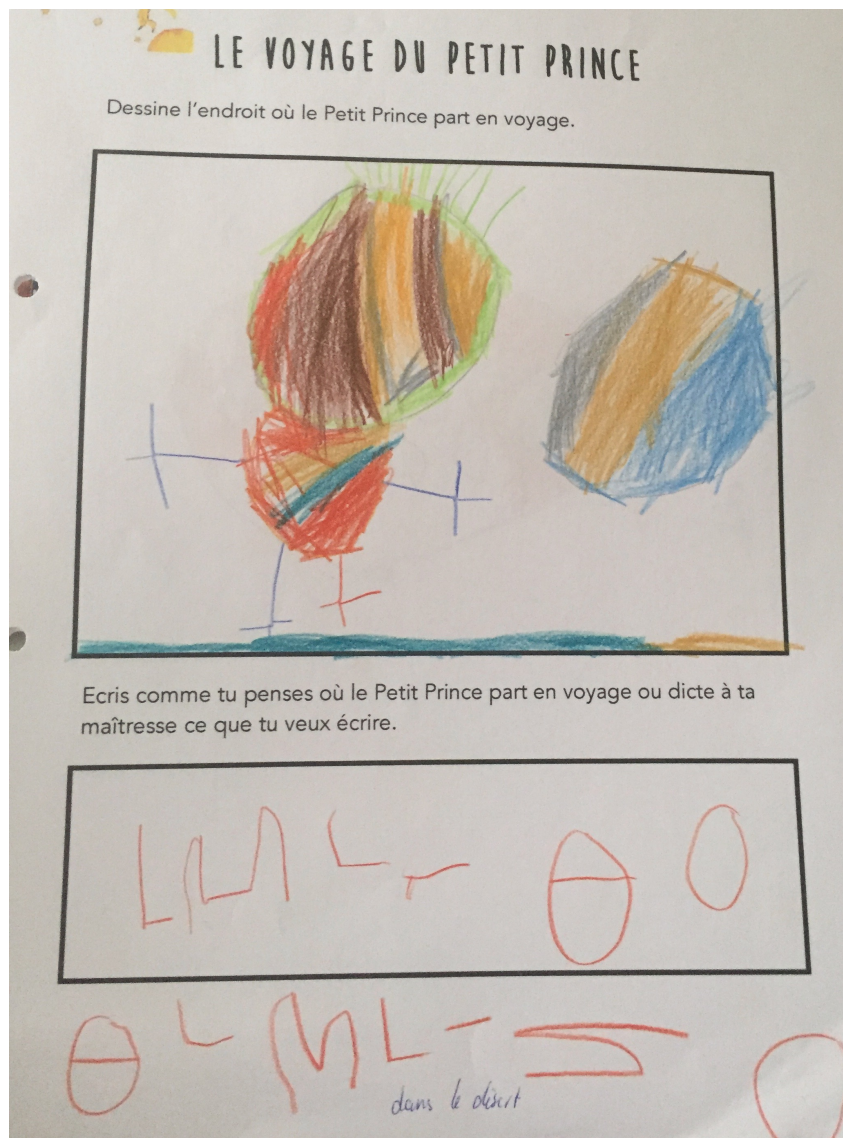 LE VOYAGE DU PETIT PRINCE
Dessine l'endroit où le Petit Prince part en voyage.
Ecris comme tu penses où le Petit Prince part en voyage ou dicte à ta
maîtresse ce que tu veux écrire.
dans le désert